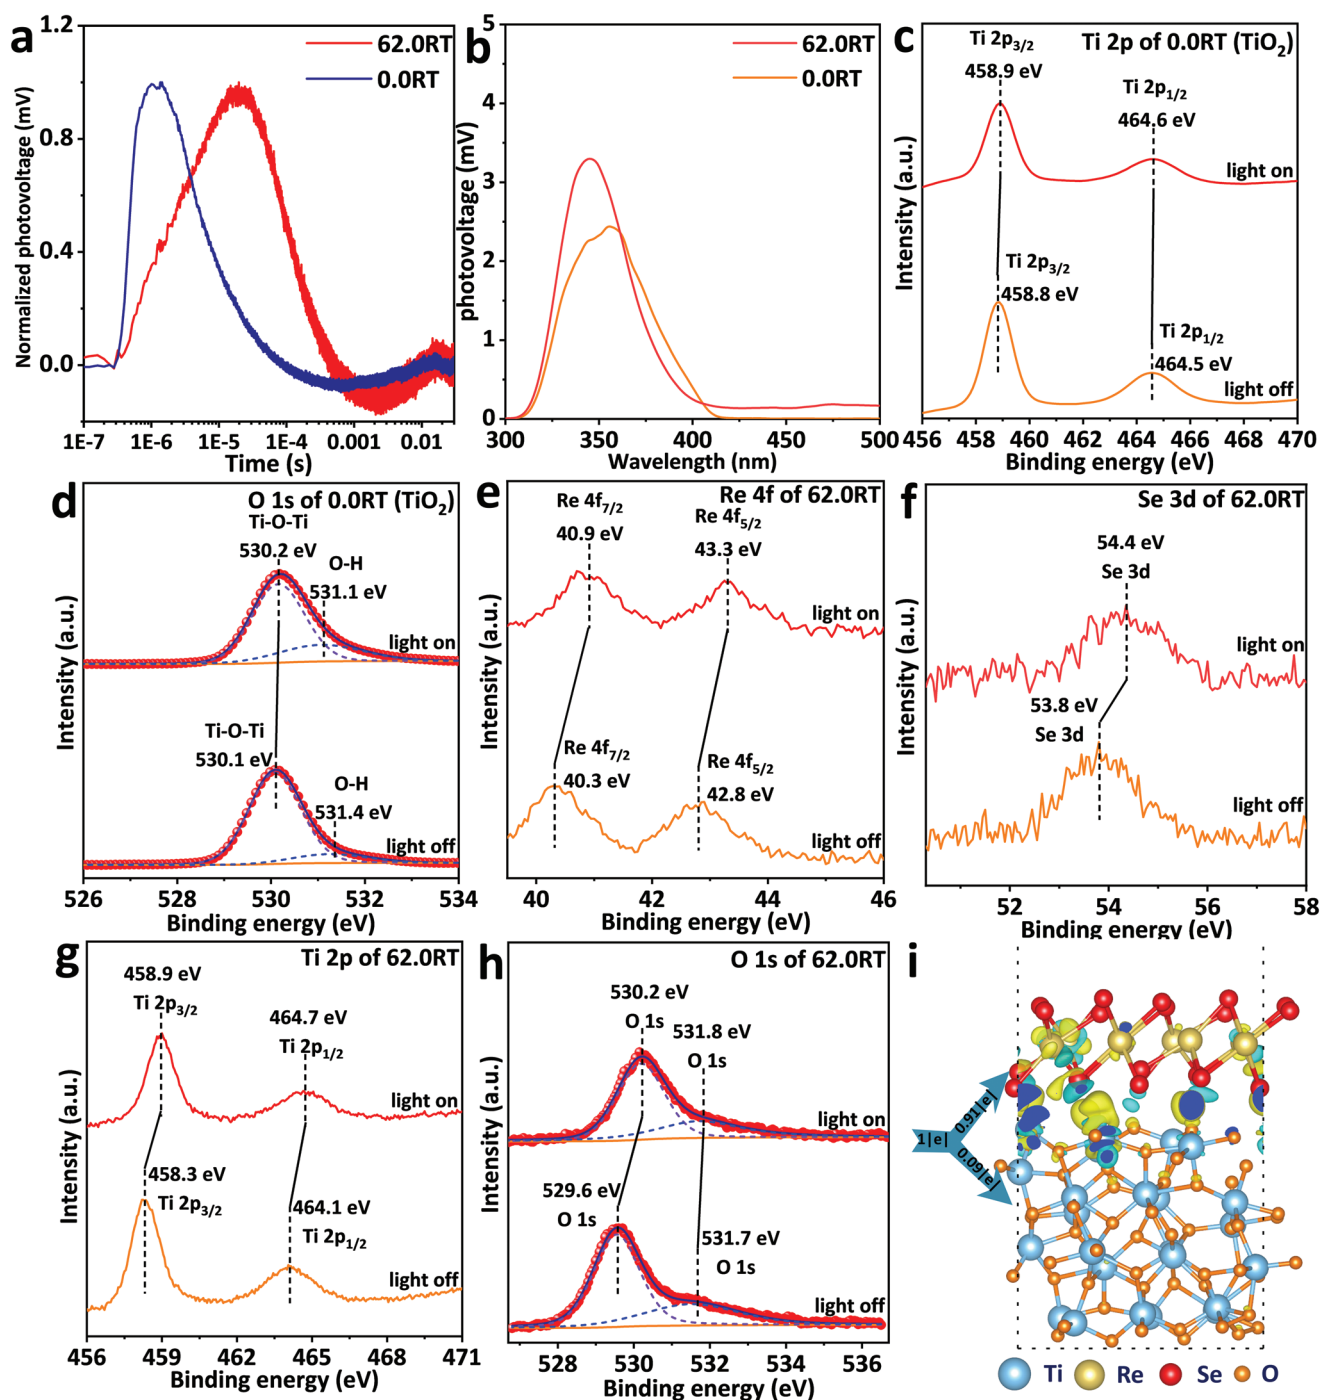 a
1.2
0.8
0.4
0.0
Normalized photovoltage (mV)
62.0RT
0.0RT
1E-7 1E-6 1E-5 1E-4 0.001 0.01
Time (s)
b
5
4
3
2
1
0
photovoltage (mV)
62.0RT
0.0RT
300 350 400 450 500
Wavelength (nm)
c
Ti 2p of 0.0RT (TiO2)
Ti 2p3/2
458.9 eV
Ti 2p1/2
464.6 eV
light on
Ti 2p3/2
458.8 eV
Ti 2p1/2
464.5 eV
light off
Intensity (a.u.)
456 458 460 462 464 466 468 470
Binding energy (eV)
d
O 1s of 0.0RT (TiO2)
Ti-O-Ti
530.2 eV
O-H
531.1 eV
light on
Ti-O-Ti
530.1 eV
O-H
531.4 eV
light off
Intensity (a.u.)
526 528 530 532 534
Binding energy (eV)
e
Re 4f of 62.0RT
Re 4f7/2
40.9 eV
Re 4f5/2
43.3 eV
light on
Re 4f7/2
40.3 eV
Re 4f5/2
42.8 eV
light off
Intensity (a.u.)
40 42 44 46
Binding energy (eV)
f
Se 3d of 62.0RT
54.4 eV
Se 3d
light on
53.8 eV
Se 3d
light off
Intensity (a.u.)
52 54 56 58
Binding energy (eV)
g
Ti 2p of 62.0RT
458.9 eV
Ti 2p3/2
464.7 eV
Ti 2p1/2
light on
458.3 eV
Ti 2p3/2
464.1 eV
Ti 2p1/2
light off
Intensity (a.u.)
456 459 462 465 468 471
Binding energy (eV)
h
O 1s of 62.0RT
530.2 eV
O 1s
531.8 eV
O 1s
light on
529.6 eV
O 1s
531.7 eV
O 1s
light off
Intensity (a.u.)
528 530 532 534 536
Binding energy (eV)
i
1|e|
0.91|e|
0.09|e|
Ti Re Se O